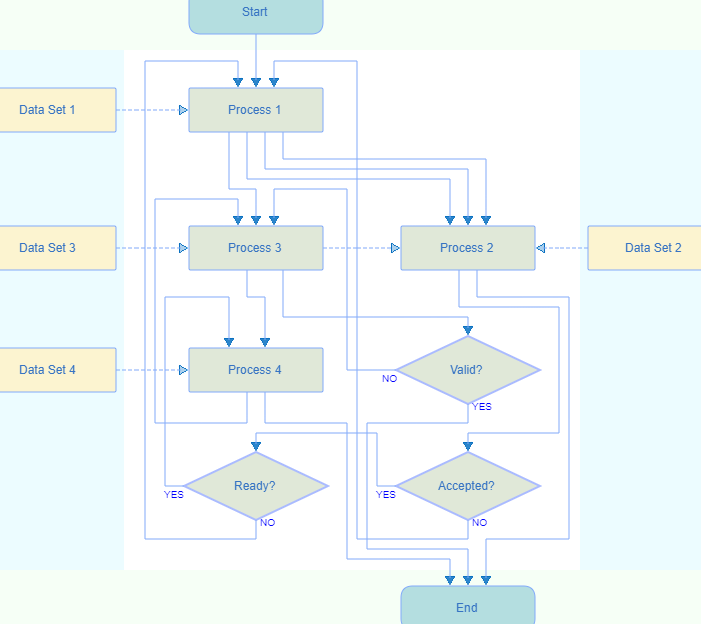 Start
Data Set 1
Process 1
Data Set 3
Process 3
Process 2
Data Set 2
Data Set 4
Process 4
Valid?
NO
YES
Ready?
Accepted?
YES
YES
NO
NO
End